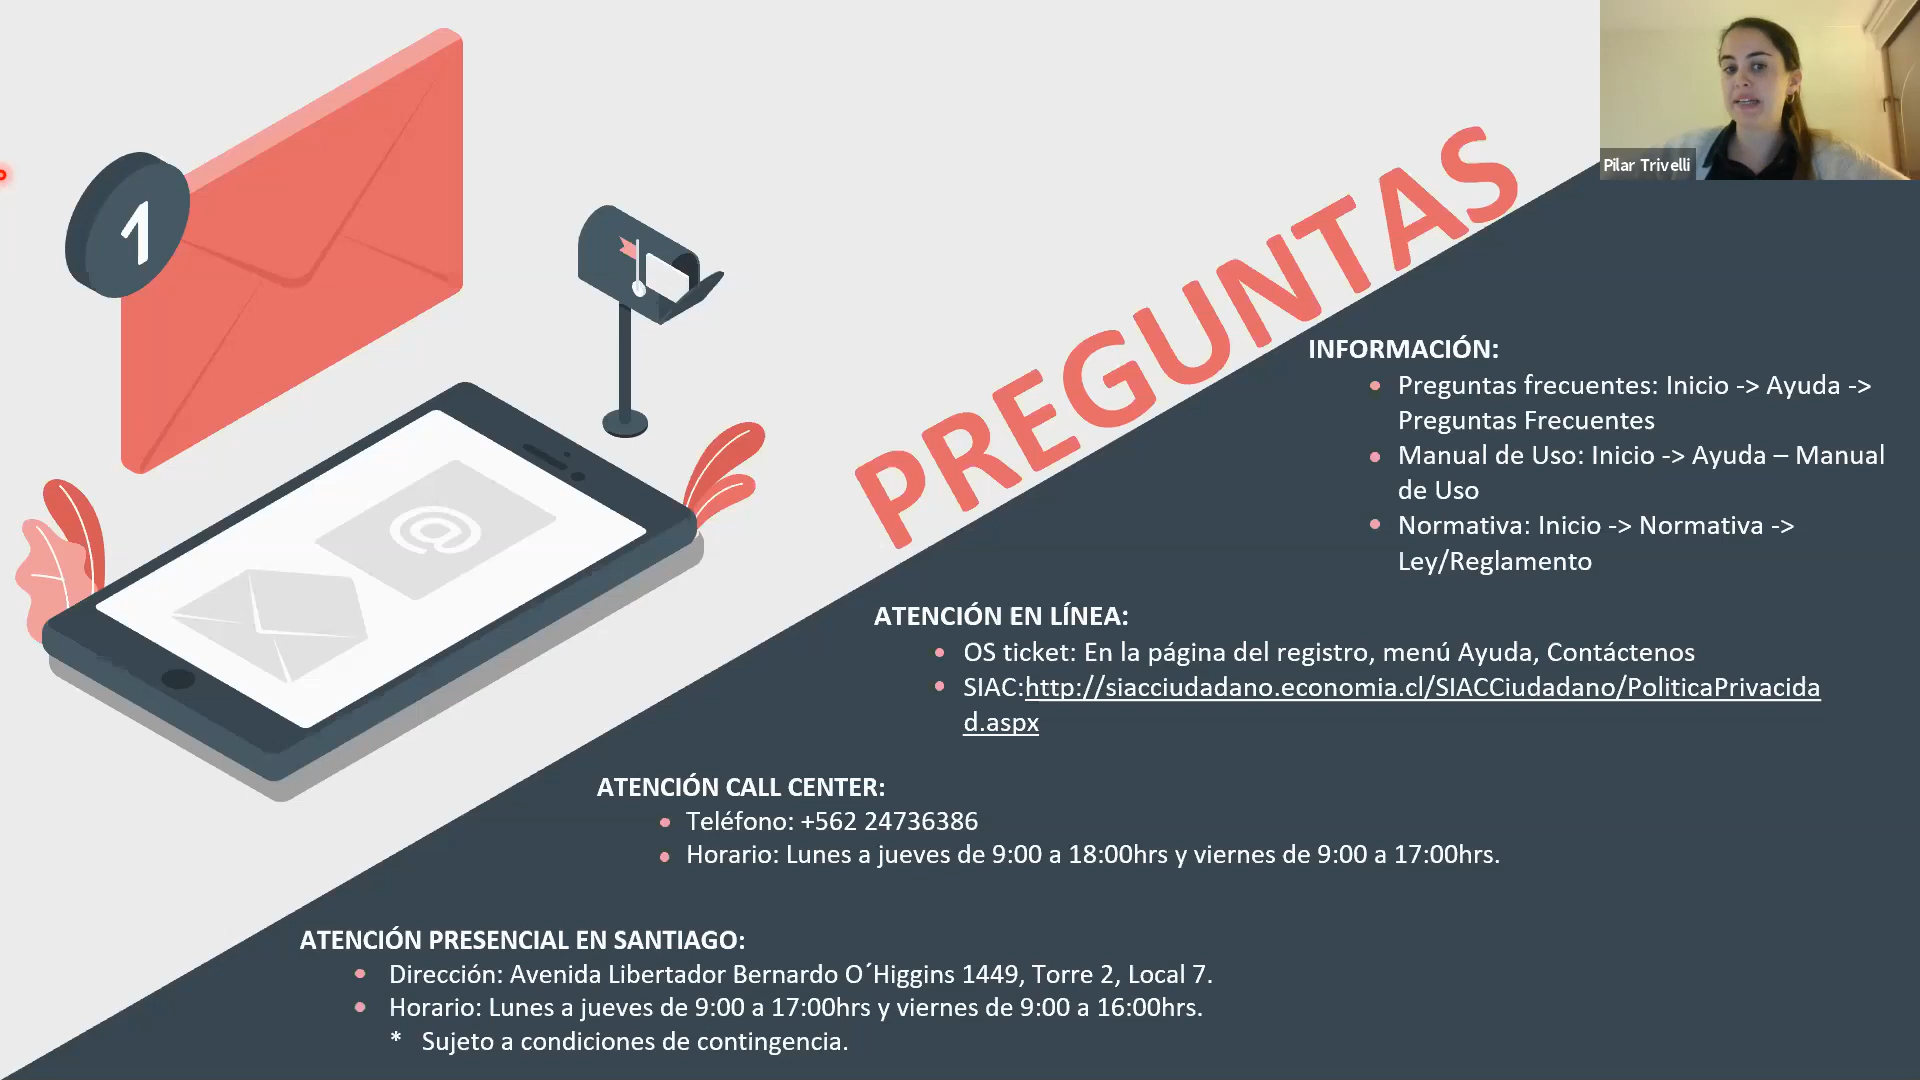 1
@
Pilar Trivelli
PREGUNTAS
INFORMACIÓN:
• Preguntas frecuentes: Inicio -> Ayuda ->
Preguntas Frecuentes
• Manual de Uso: Inicio -> Ayuda – Manual
de Uso
• Normativa: Inicio -> Normativa ->
Ley/Reglamento
ATENCIÓN EN LÍNEA:
• OS ticket: En la página del registro, menú Ayuda, Contáctenos
• SIAC:http://siacciudadano.economia.cl/SIACCiudadano/PoliticaPrivacida
d.aspx
ATENCIÓN CALL CENTER:
• Teléfono: +562 24736386
• Horario: Lunes a jueves de 9:00 a 18:00hrs y viernes de 9:00 a 17:00hrs.
ATENCIÓN PRESENCIAL EN SANTIAGO:
• Dirección: Avenida Libertador Bernardo O´Higgins 1449, Torre 2, Local 7.
• Horario: Lunes a jueves de 9:00 a 17:00hrs y viernes de 9:00 a 16:00hrs.
* Sujeto a condiciones de contingencia.